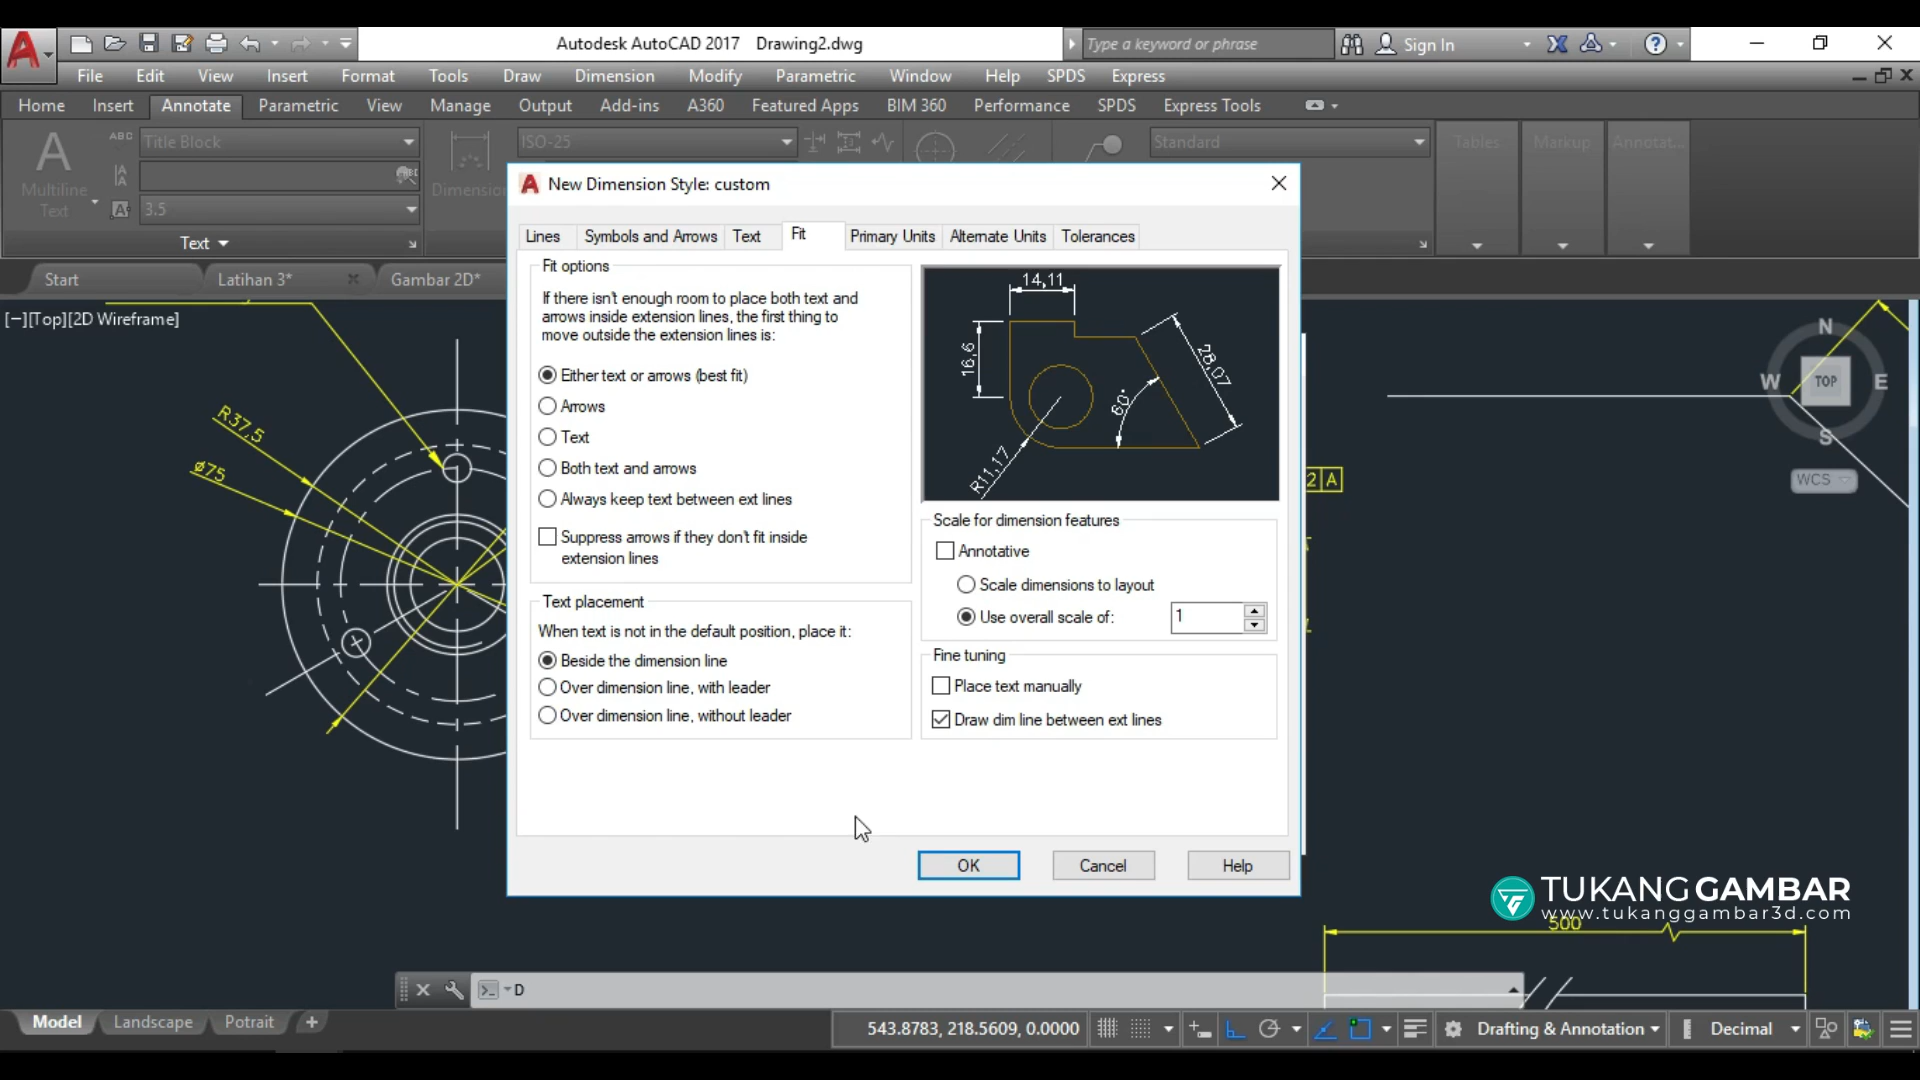 Autodesk AutoCAD 2017 Drawing2.dwg
Type a keyword or phrase
Sign In
File Edit View Insert Format Tools Draw Dimension Modify Parametric Window Help SPDS Express
Home Insert Annotate Parametric View Manage Output Add-ins A360 Featured Apps BIM 360 Performance SPDS Express Tools
A
Multiline
Text
ABC
Title Block
3.5
Text
Dimension
ISO-25
Standard
Tables
Markup
Annotat...
Start
Latihan 3*
Gambar 2D*
[−][Top][2D Wireframe]
R37,5
⌀75
New Dimension Style: custom
Lines
Symbols and Arrows
Text
Fit
Primary Units
Alternate Units
Tolerances
Fit options
If there isn't enough room to place both text and
arrows inside extension lines, the first thing to
move outside the extension lines is:
Either text or arrows (best fit)
Arrows
Text
Both text and arrows
Always keep text between ext lines
Suppress arrows if they don't fit inside
extension lines
Text placement
When text is not in the default position, place it:
Beside the dimension line
Over dimension line, with leader
Over dimension line, without leader
14,11
16,6
28,07
60°
R11,17
Scale for dimension features
Annotative
Scale dimensions to layout
Use overall scale of:
1
Fine tuning
Place text manually
Draw dim line between ext lines
OK
Cancel
Help
N
W
TOP
E
S
WCS
2 A
TUKANG GAMBAR
www.tukanggambar3d.com
500
D
Model
Landscape
Potrait
543.8783, 218.5609, 0.0000
Drafting & Annotation
Decimal